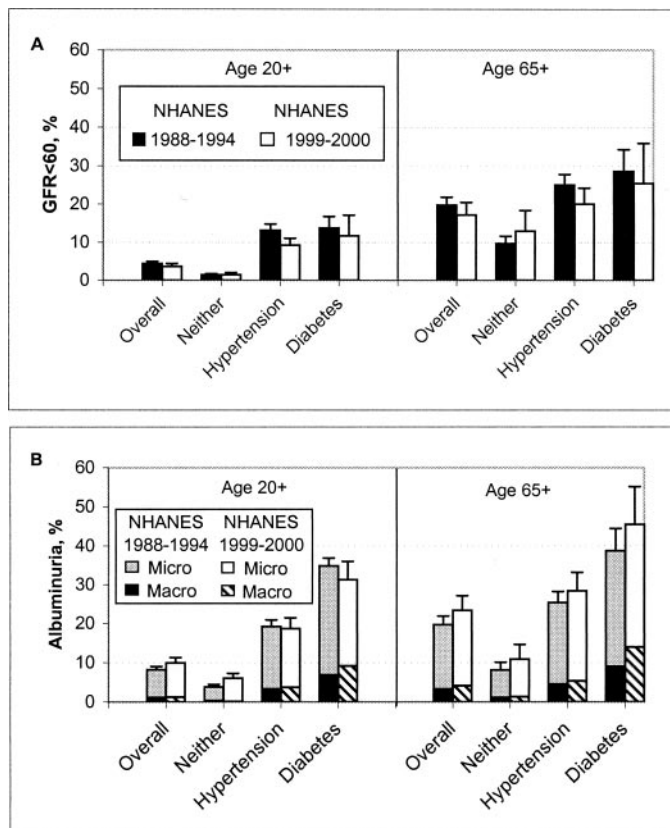 A
GFR<60, %
60
50
40
30
20
10
0
Age 20+
Age 65+
NHANES NHANES
1988-1994 1999-2000
Overall
Neither
Hypertension
Diabetes
Overall
Neither
Hypertension
Diabetes
B
Albuminuria, %
60
50
40
30
20
10
0
Age 20+
Age 65+
NHANES NHANES
1988-1994 1999-2000
Micro Micro
Macro Macro
Overall
Neither
Hypertension
Diabetes
Overall
Neither
Hypertension
Diabetes